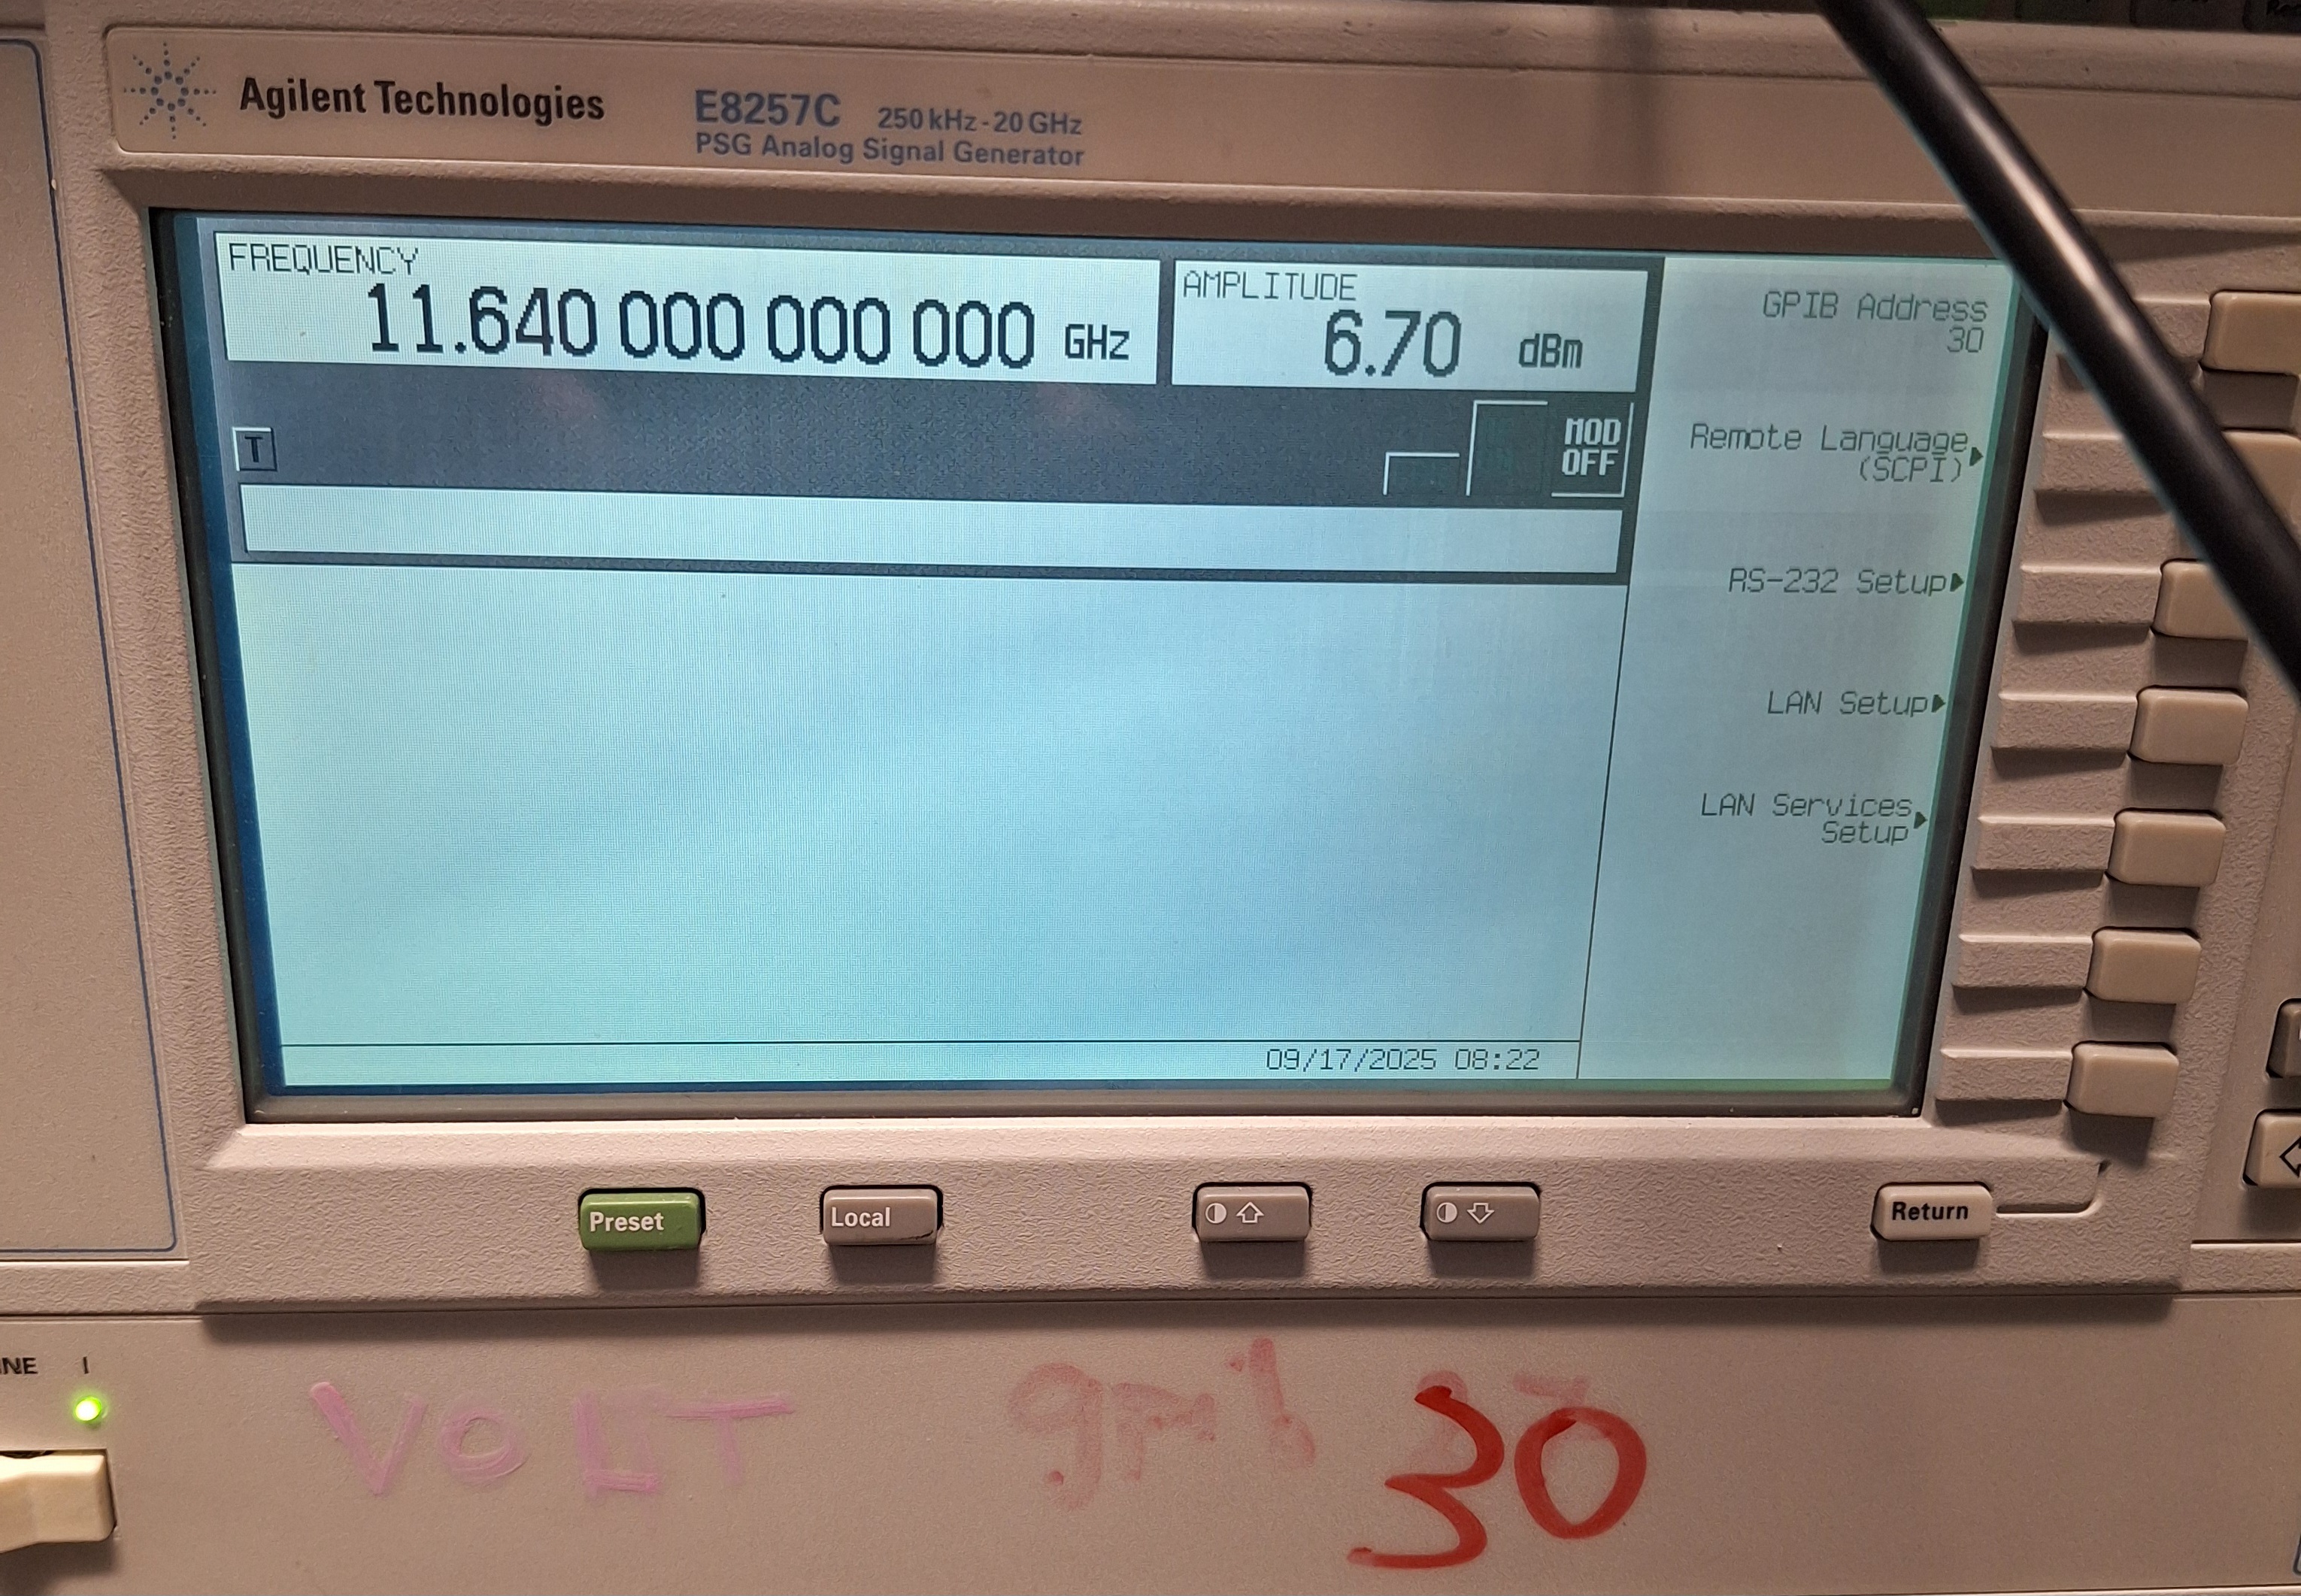 Agilent Technologies
E8257C 250 kHz-20 GHz
PSG Analog Signal Generator
FREQUENCY
11.640 000 000 000 GHz
AMPLITUDE
6.70 dBm
T
MOD
OFF
GPIB Address
30
Remote Language
(SCPI)
RS-232 Setup
LAN Setup
LAN Services
Setup
09/17/2025 08:22
Preset
Local
Return
I
VOLT
gpib 30